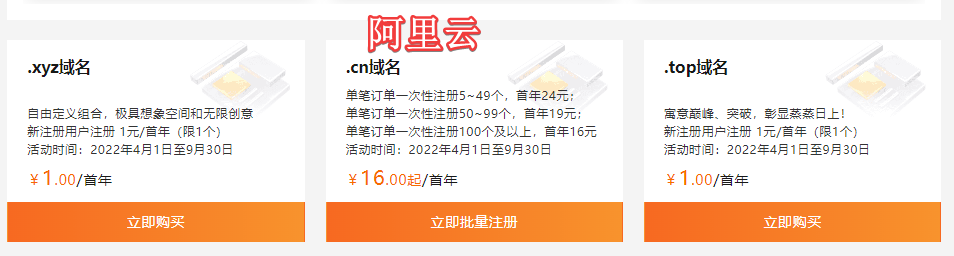 阿里云
.xyz域名
自由定义组合，极具想象空间和无限创意
新注册用户注册 1元/首年（限1个）
活动时间：2022年4月1日至9月30日
￥1.00/首年
立即购买
.cn域名
单笔订单一次性注册5~49个，首年24元；
单笔订单一次性注册50~99个，首年19元；
单笔订单一次性注册100个及以上，首年16元
活动时间：2022年4月1日至9月30日
￥16.00起/首年
立即批量注册
.top域名
寓意巅峰、突破，彰显蒸蒸日上！
新注册用户注册 1元/首年（限1个）
活动时间：2022年4月1日至9月30日
￥1.00/首年
立即购买